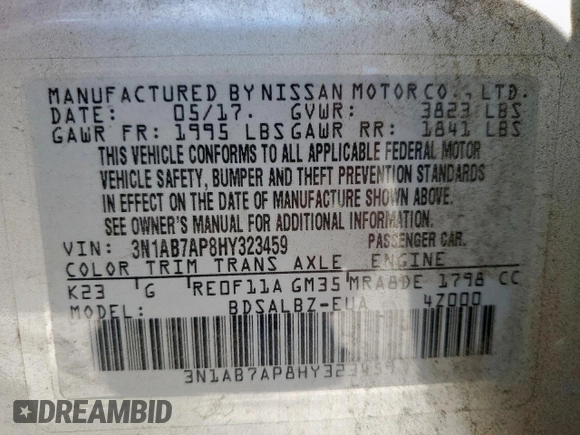 MANUFACTURED BY NISSAN MOTOR CO., LTD.
DATE: 05/17. GVWR: 3823 LBS
GAWR FR: 1995 LBS GAWR RR: 1841 LBS
THIS VEHICLE CONFORMS TO ALL APPLICABLE FEDERAL MOTOR
VEHICLE SAFETY, BUMPER AND THEFT PREVENTION STANDARDS
IN EFFECT ON THE DATE OF MANUFACTURE SHOWN ABOVE.
SEE OWNER'S MANUAL FOR ADDITIONAL INFORMATION.
VIN: 3N1AB7AP8HY323459 PASSENGER CAR.
COLOR TRIM TRANS AXLE ENGINE
K23 G RE0F11A GM35 MRA8DE 1798 CC
MODEL: BDSALBZ-EUA 4Z000
3N1AB7AP8HY323459
DREAMBID